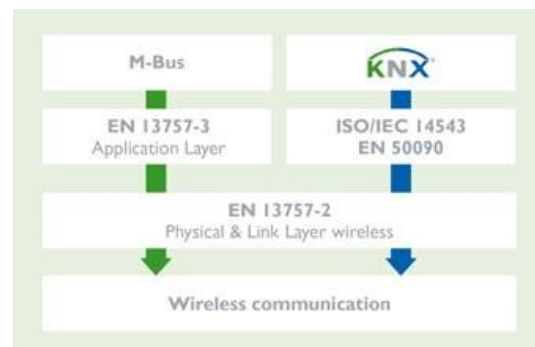 M-Bus
KNX
EN 13757-3
Application Layer
ISO/IEC 14543
EN 50090
EN 13757-2
Physical & Link Layer wireless
Wireless communication